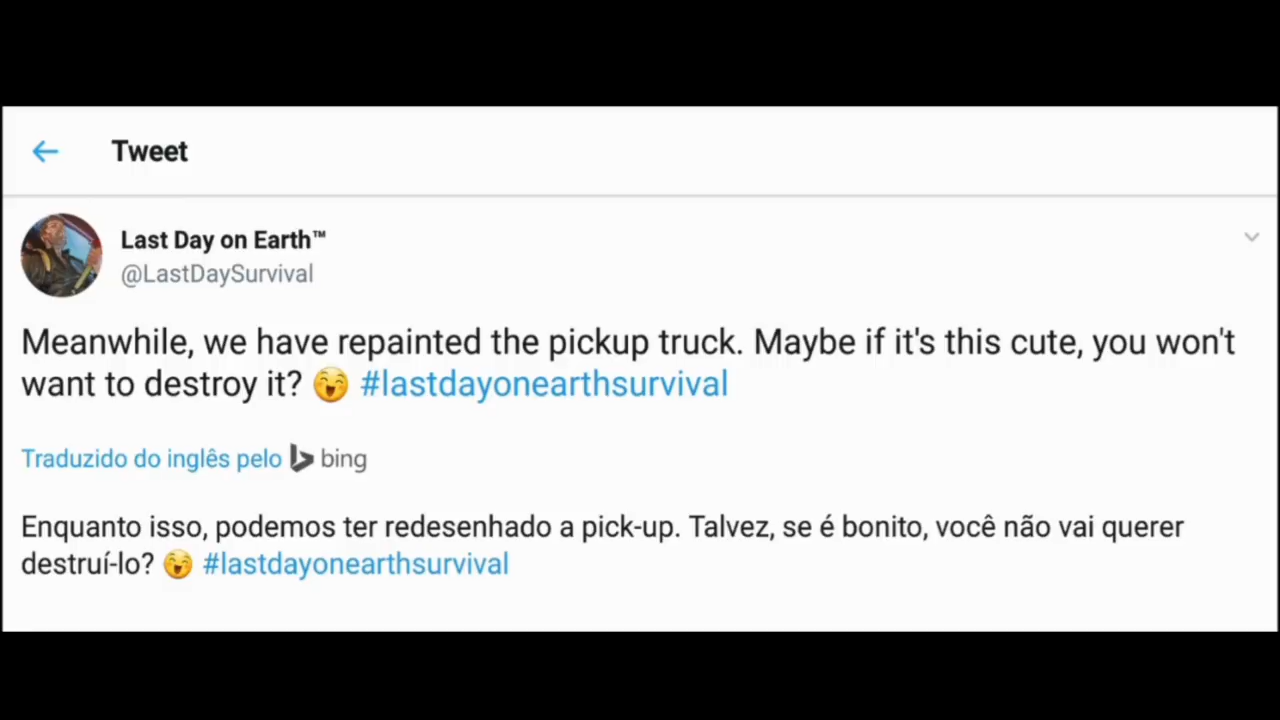 Tweet
Last Day on Earth™
@LastDaySurvival
Meanwhile, we have repainted the pickup truck. Maybe if it's this cute, you won't
want to destroy it? 😄 #lastdayonearthsurvival
Traduzido do inglês pelo bing
Enquanto isso, podemos ter redesenhado a pick-up. Talvez, se é bonito, você não vai querer
destruí-lo? 😄 #lastdayonearthsurvival